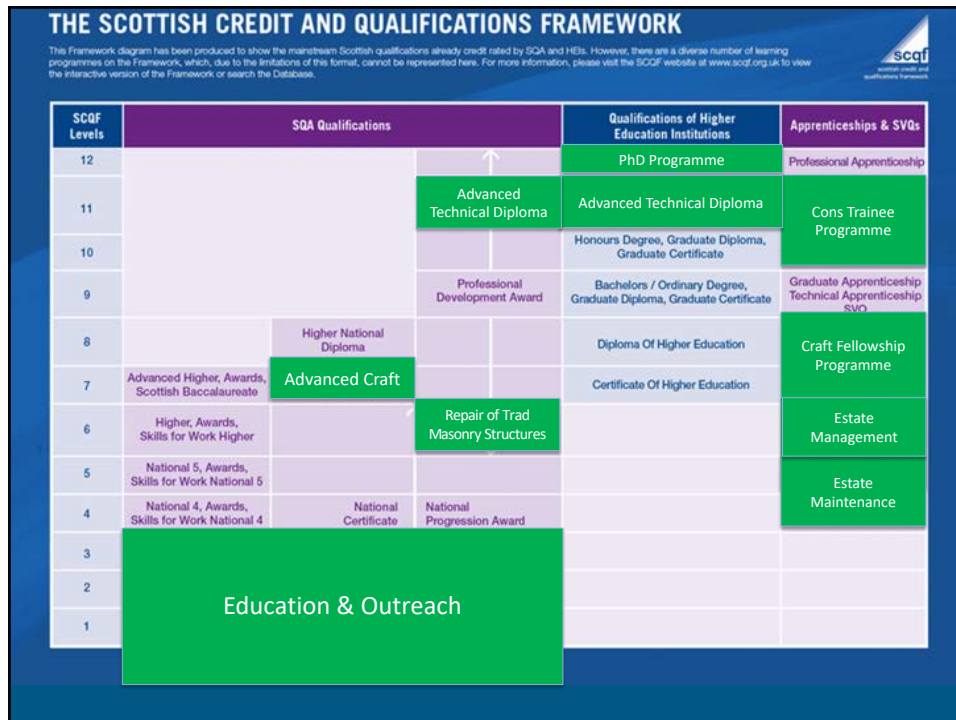 THE SCOTTISH CREDIT AND QUALIFICATIONS FRAMEWORK
This Framework diagram has been produced to show the mainstream Scottish qualifications already credit rated by SQA and HEIs. However, there are a diverse number of learning
programmes on the Framework, which, due to the limitations of this format, cannot be represented here. For more information, please visit the SCQF website at www.scqf.org.uk to view
the interactive version of the Framework or search the Database.
scqf
scottish credit and
qualifications framework
SCQF
Levels
SQA Qualifications
Qualifications of Higher
Education Institutions
Apprenticeships & SVQs
12
PhD Programme
Professional Apprenticeship
11
Advanced
Technical Diploma
Advanced Technical Diploma
Cons Trainee
Programme
10
Honours Degree, Graduate Diploma,
Graduate Certificate
9
Professional
Development Award
Bachelors / Ordinary Degree,
Graduate Diploma, Graduate Certificate
Graduate Apprenticeship
Technical Apprenticeship
SVQ
8
Higher National
Diploma
Diploma Of Higher Education
Craft Fellowship
Programme
7
Advanced Higher, Awards,
Scottish Baccalaureate
Advanced Craft
Certificate Of Higher Education
6
Higher, Awards,
Skills for Work Higher
Repair of Trad
Masonry Structures
Estate
Management
5
National 5, Awards,
Skills for Work National 5
Estate
Maintenance
4
National 4, Awards,
Skills for Work National 4
National
Certificate
National
Progression Award
3
2
1
Education & Outreach